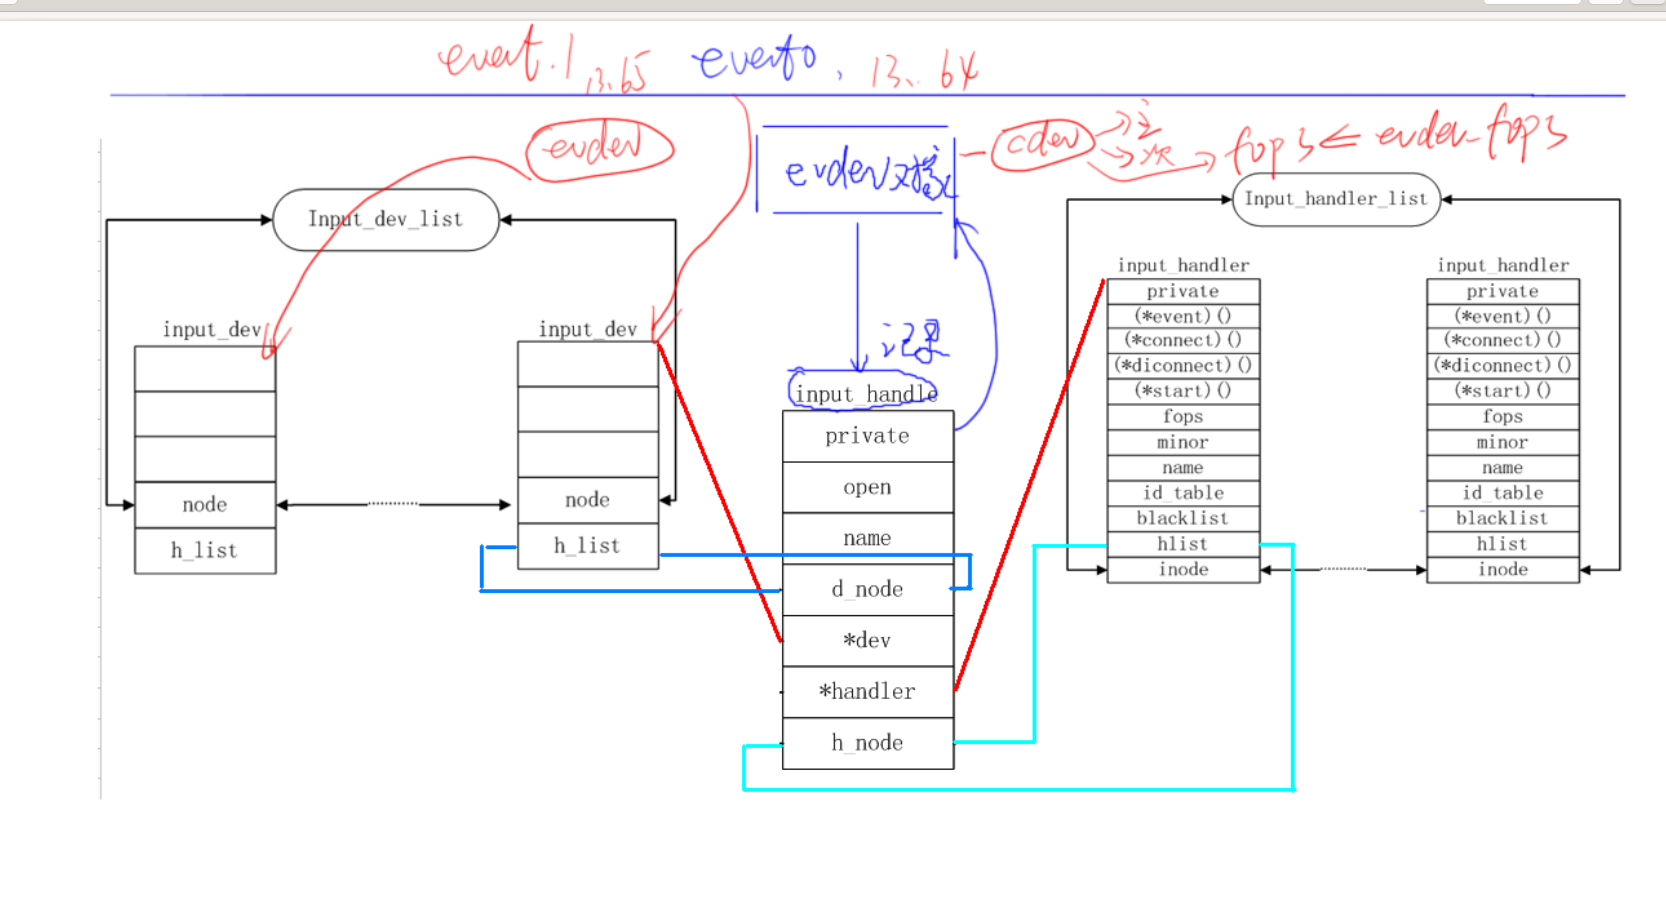 event.1 13.65 event0. 13.64
evdev
evdev对接
cdev → 主
→ 次 → fops ← evdev_fops
Input_dev_list
Input_handler_list
input_dev
node
h_list
input_dev
node
h_list
记录
input_handle
private
open
name
d_node
*dev
*handler
h_node
input_handler
private
(*event)()
(*connect)()
(*diconnect)()
(*start)()
fops
minor
name
id_table
blacklist
hlist
inode
input_handler
private
(*event)()
(*connect)()
(*diconnect)()
(*start)()
fops
minor
name
id_table
blacklist
hlist
inode